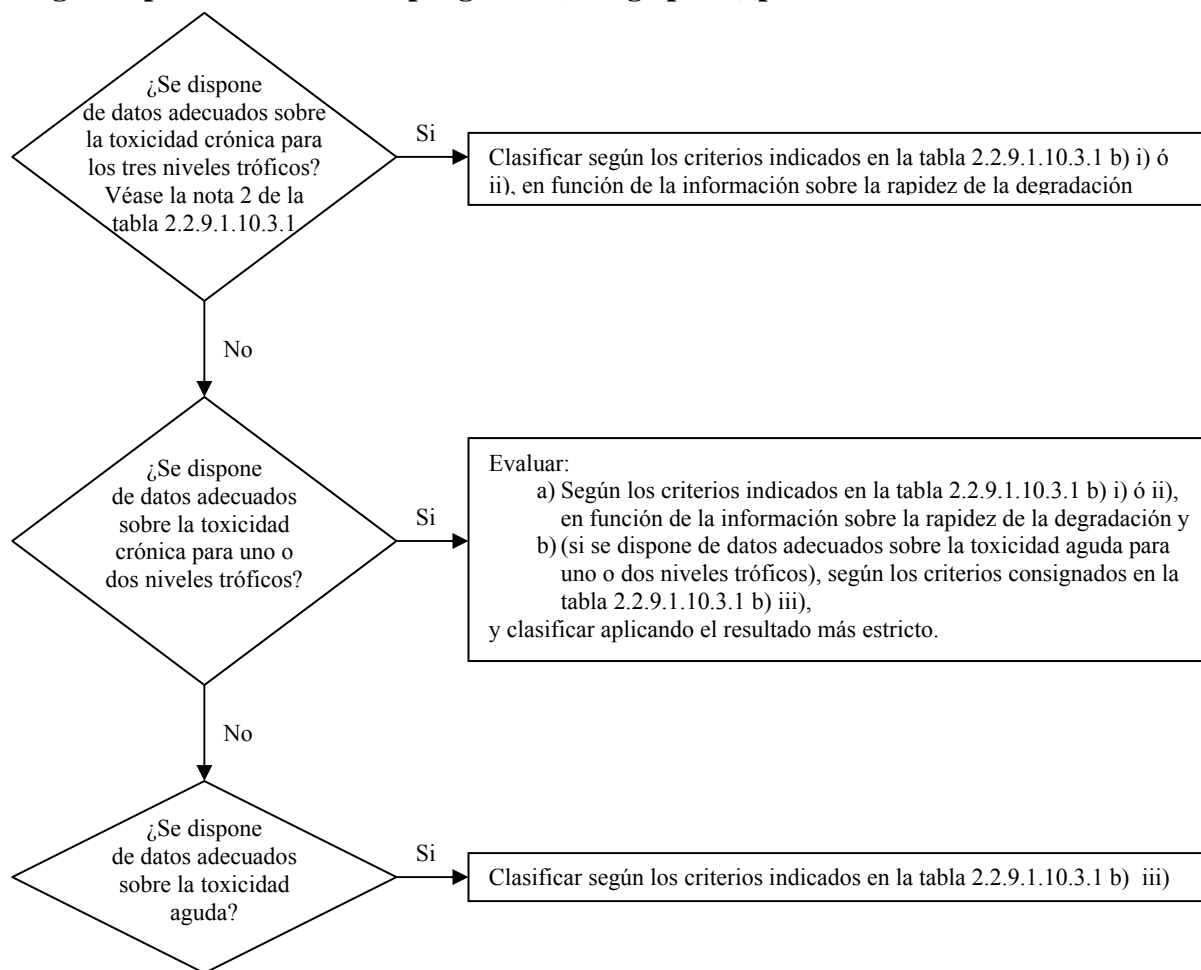 ¿Se dispone
de datos adecuados sobre
la toxicidad crónica para
los tres niveles tróficos?
Véase la nota 2 de la
tabla 2.2.9.1.10.3.1
Si
Clasificar según los criterios indicados en la tabla 2.2.9.1.10.3.1 b) i) ó
ii), en función de la información sobre la rapidez de la degradación
No
¿Se dispone
de datos adecuados
sobre la toxicidad
crónica para uno o
dos niveles tróficos?
Si
Evaluar:
a) Según los criterios indicados en la tabla 2.2.9.1.10.3.1 b) i) ó ii),
en función de la información sobre la rapidez de la degradación y
b) (si se dispone de datos adecuados sobre la toxicidad aguda para
uno o dos niveles tróficos), según los criterios consignados en la
tabla 2.2.9.1.10.3.1 b) iii),
y clasificar aplicando el resultado más estricto.
No
¿Se dispone
de datos adecuados
sobre la toxicidad
aguda?
Si
Clasificar según los criterios indicados en la tabla 2.2.9.1.10.3.1 b) iii)